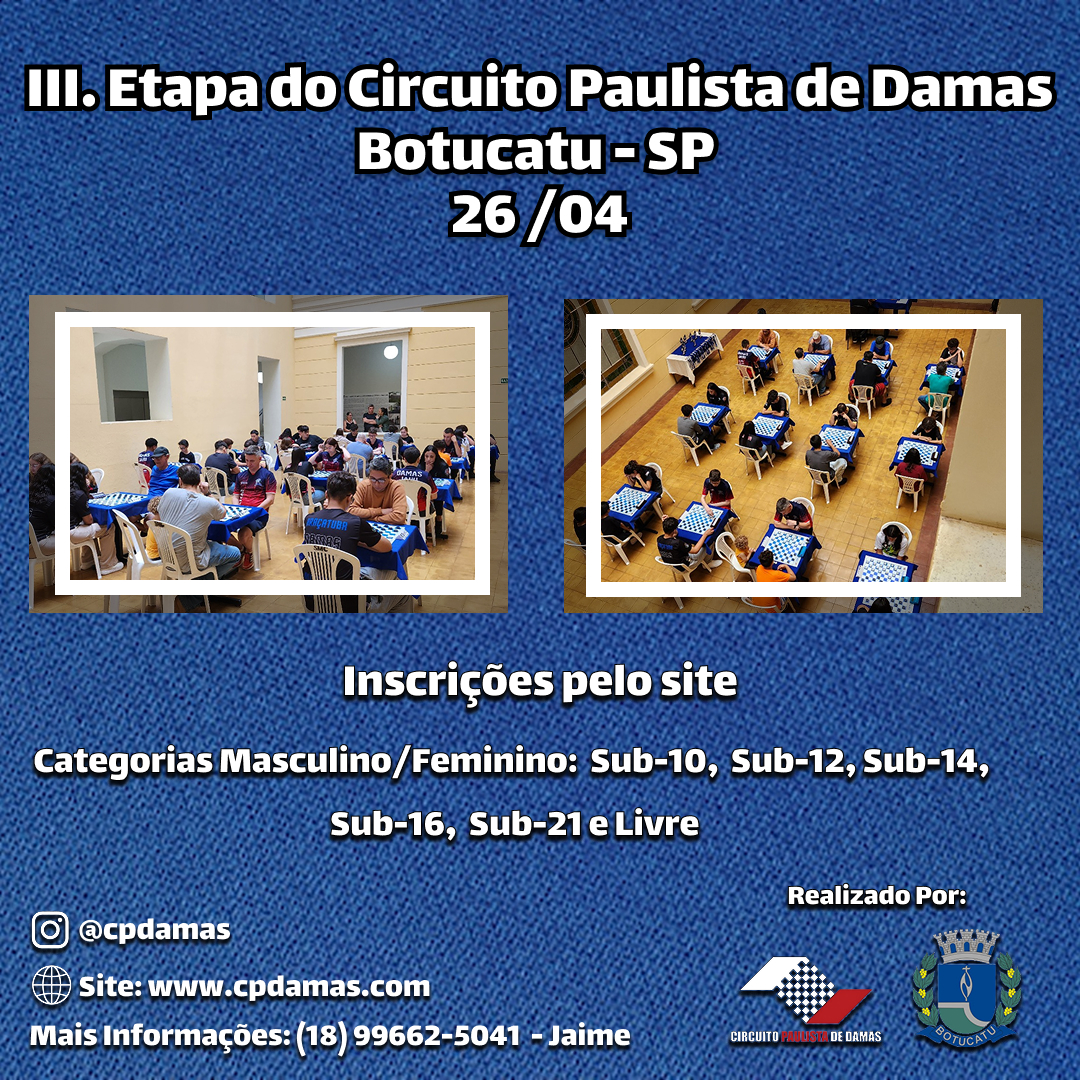 III. Etapa do Circuito Paulista de Damas
Botucatu - SP
26 /04
DAMAS
DAMAS
Inscrições pelo site
Categorias Masculino/Feminino: Sub-10, Sub-12, Sub-14,
Sub-16, Sub-21 e Livre
Realizado Por:
@cpdamas
Site: www.cpdamas.com
Mais Informações: (18) 99662-5041 - Jaime
CIRCUITO PAULISTA DE DAMAS
BOTUCATU